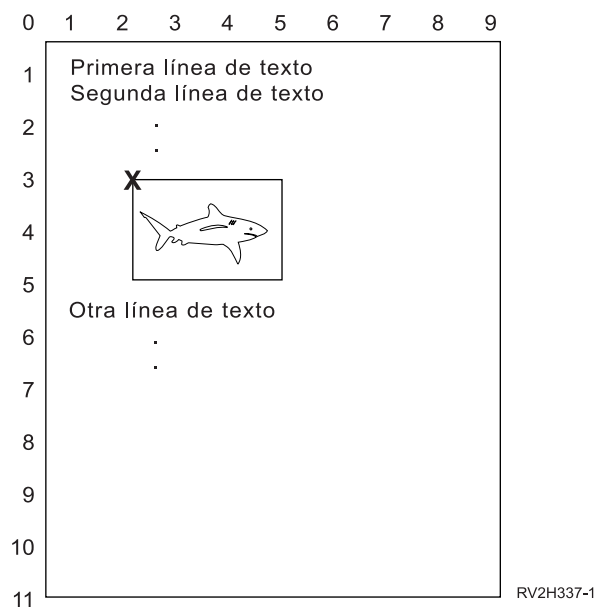 0 1 2 3 4 5 6 7 8 9
1
Primera línea de texto
Segunda línea de texto
2
.
.
3
X
4
5
Otra línea de texto
6
.
.
7
8
9
10
11
RV2H337-1